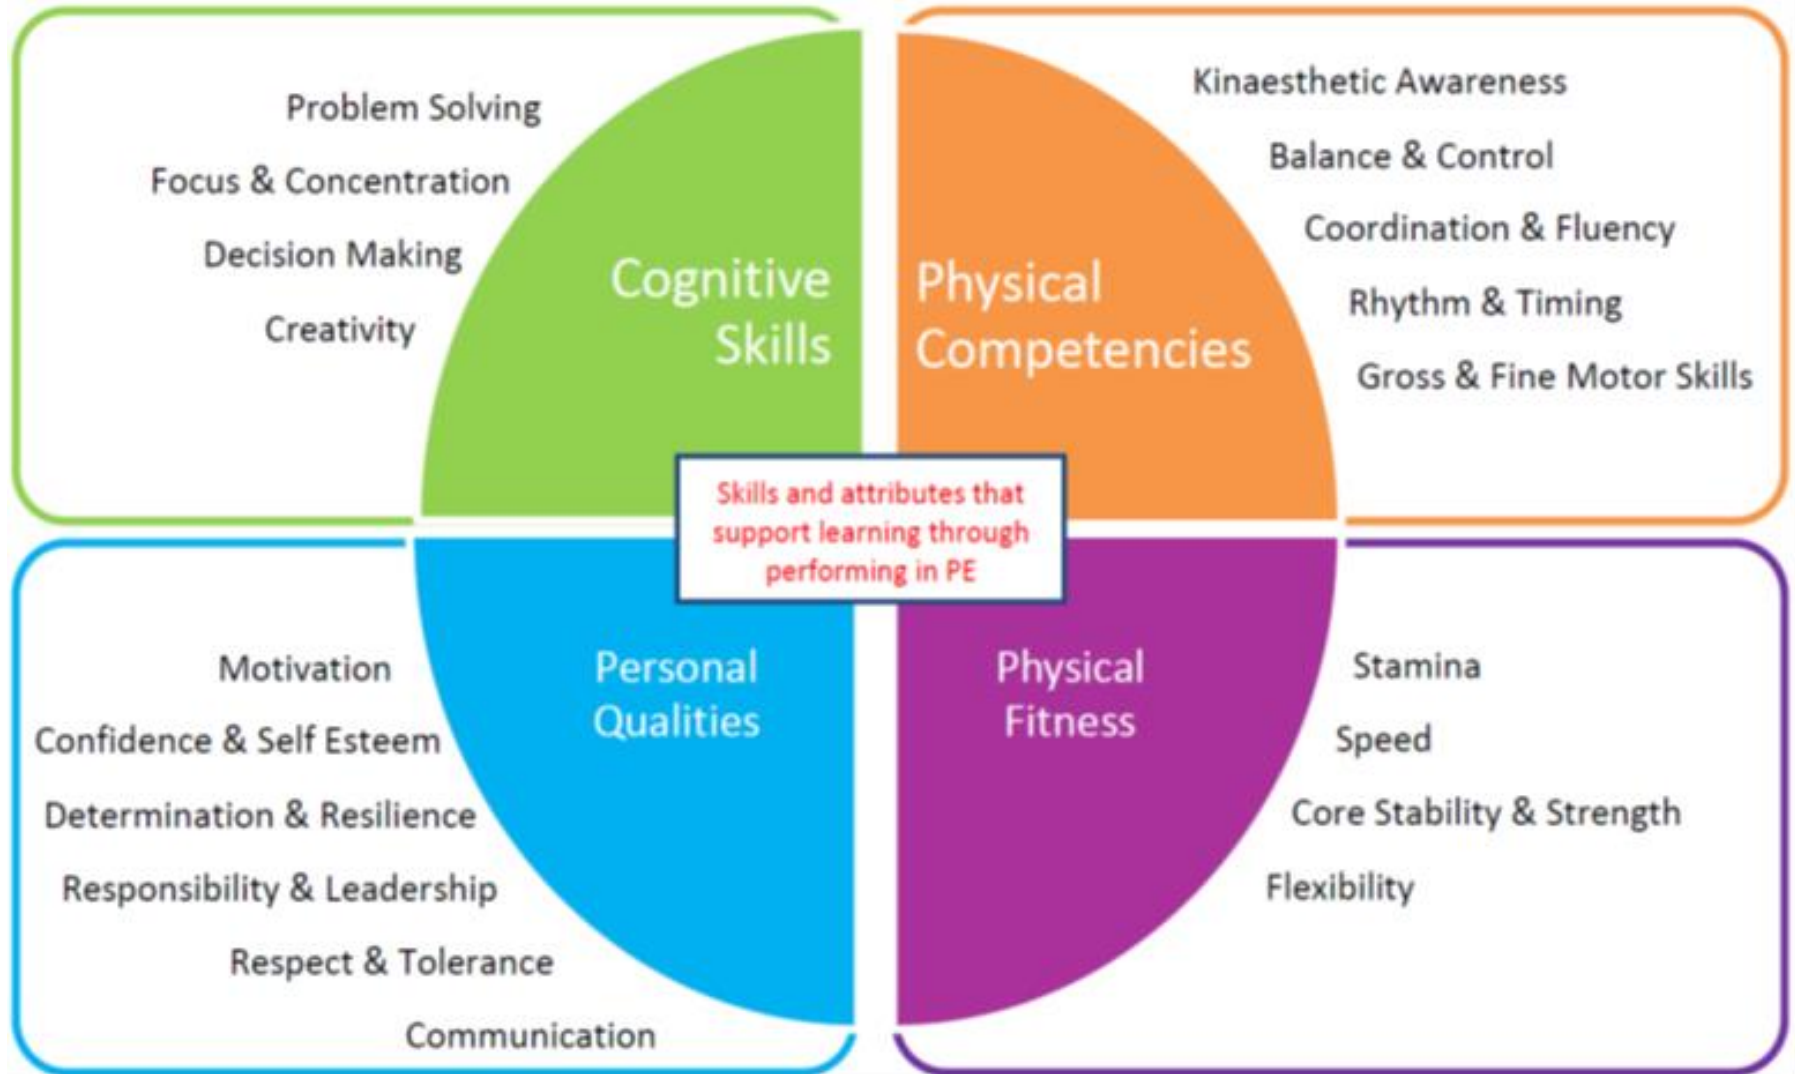 Problem Solving
Focus & Concentration
Decision Making
Creativity
Cognitive
Skills
Kinaesthetic Awareness
Balance & Control
Coordination & Fluency
Rhythm & Timing
Gross & Fine Motor Skills
Physical
Competencies
Skills and attributes that
support learning through
performing in PE
Motivation
Confidence & Self Esteem
Determination & Resilience
Responsibility & Leadership
Respect & Tolerance
Communication
Personal
Qualities
Physical
Fitness
Stamina
Speed
Core Stability & Strength
Flexibility